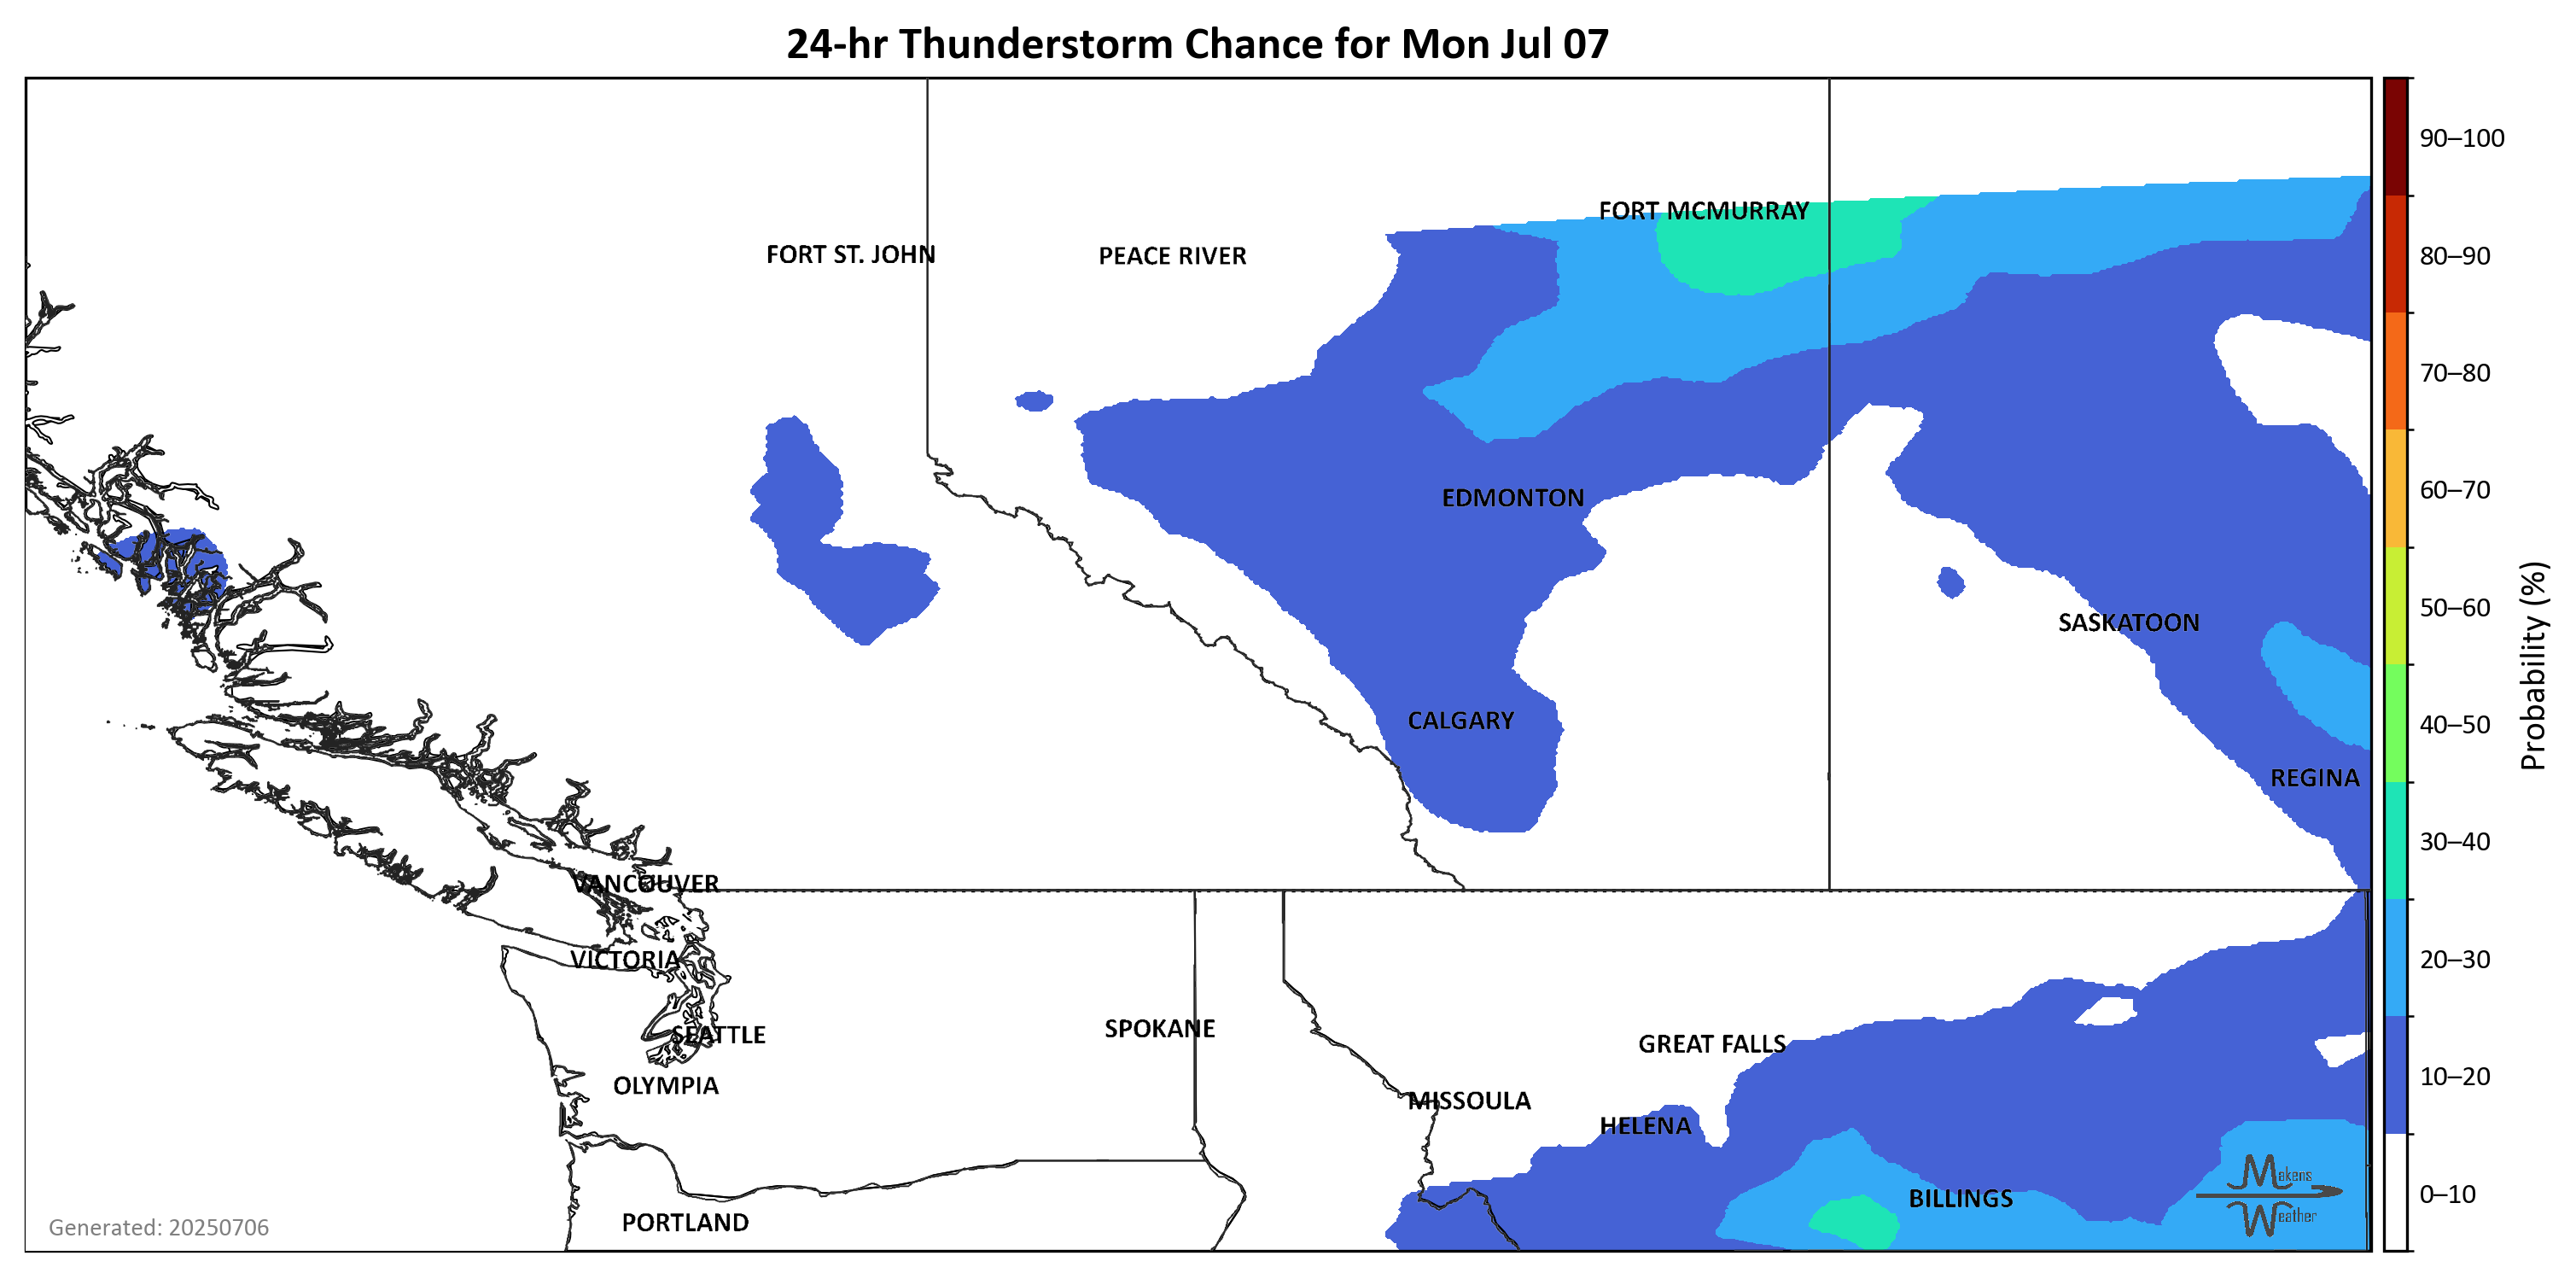 24-hr Thunderstorm Chance for Mon Jul 07
FORT MCMURRAY
FORT ST. JOHN
PEACE RIVER
EDMONTON
SASKATOON
CALGARY
REGINA
VANCOUVER
VICTORIA
SEATTLE
SPOKANE
GREAT FALLS
OLYMPIA
MISSOULA
HELENA
BILLINGS
PORTLAND
Makens
Weather
Generated: 20250706
90–100
80–90
70–80
60–70
50–60
40–50
30–40
20–30
10–20
0–10
Probability (%)